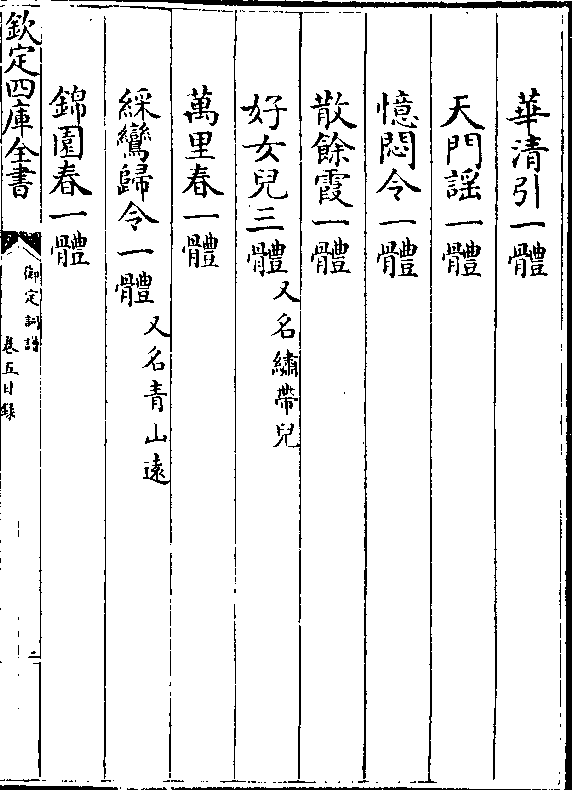 華清引一體
天門謡一體
憶悶令一體
散餘霞一體
好女兒三體又名繡帶兒
萬里春一體
綵鸞歸令一體又名青山遠
錦園春一體
欽定四庫全書
御定詞譜
卷五目錄
二